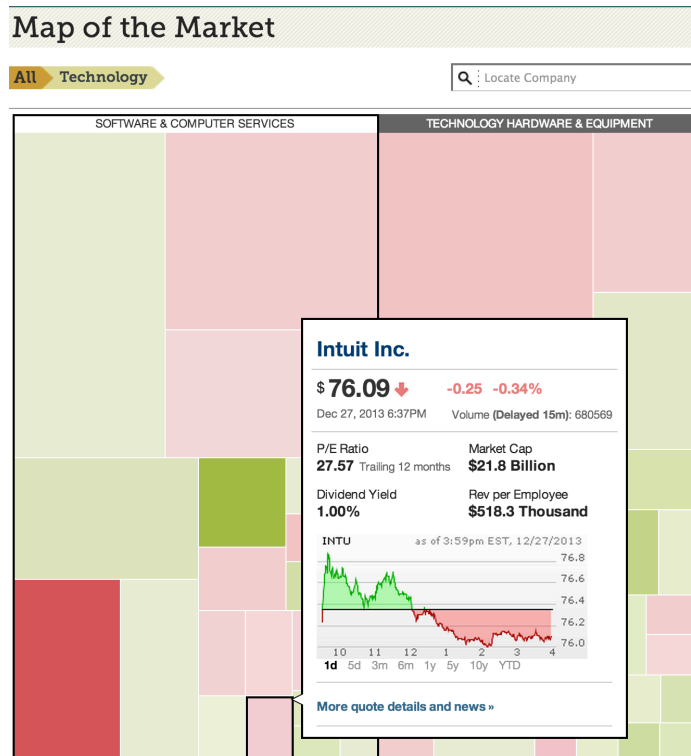 Map of the Market
All Technology
Locate Company
SOFTWARE & COMPUTER SERVICES
TECHNOLOGY HARDWARE & EQUIPMENT
Intuit Inc.
$76.09 -0.25 -0.34%
Dec 27, 2013 6:37PM Volume (Delayed 15m): 680569
P/E Ratio Market Cap
27.57 Trailing 12 months $21.8 Billion
Dividend Yield Rev per Employee
1.00% $518.3 Thousand
INTU as of 3:59pm EST, 12/27/2013
76.8
76.6
76.4
76.2
76.0
10 11 12 1 2 3 4
1d 5d 3m 6m 1y 5y 10y YTD
More quote details and news »